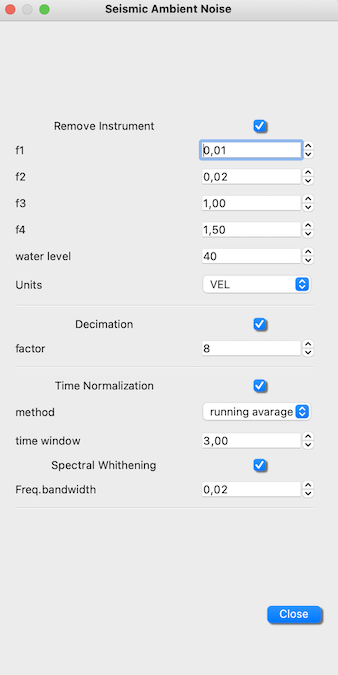 Seismic Ambient Noise
Remove Instrument
f1 0,01
f2 0,02
f3 1,00
f4 1,50
water level 40
Units VEL
Decimation
factor 8
Time Normalization
method running avarage
time window 3,00
Spectral Whithening
Freq.bandwidth 0,02
Close